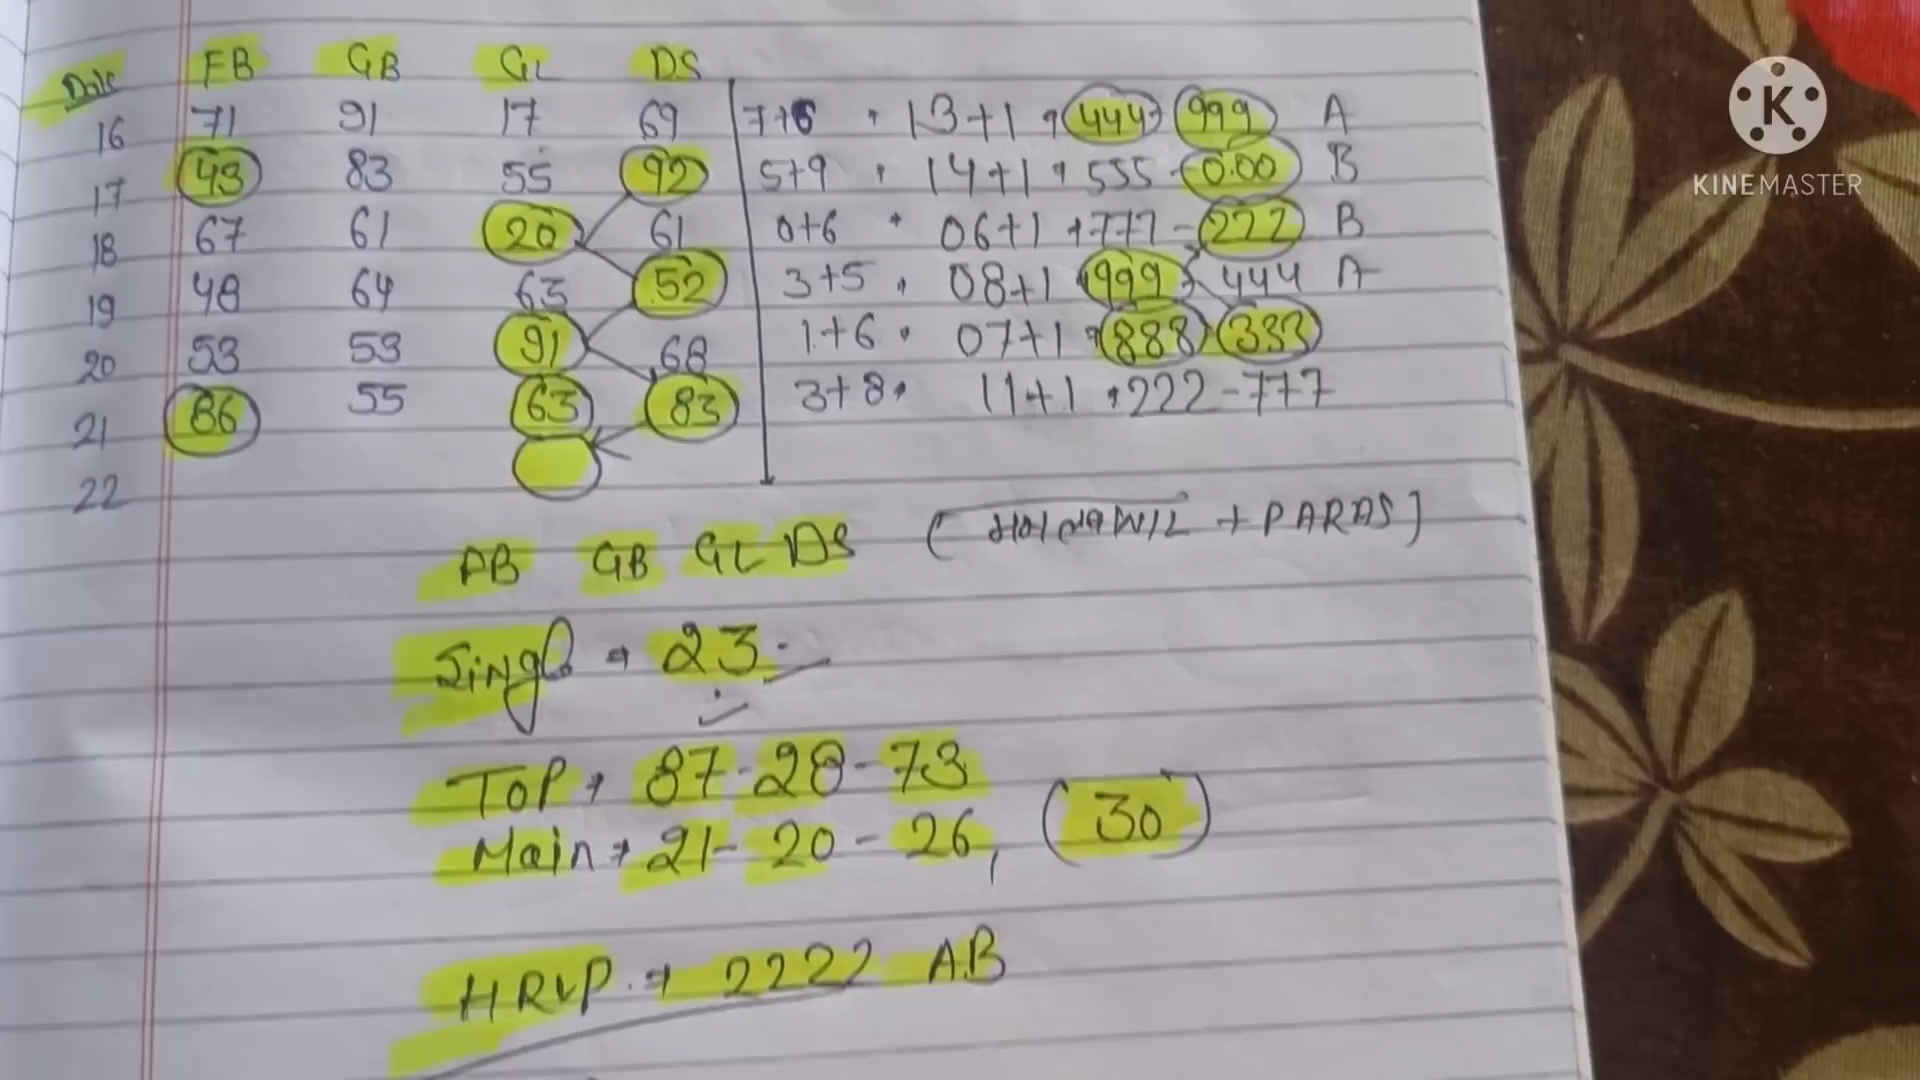 Date FB GB GL DS
16 71 91 17 69 7+6 13+1 444 999 A
17 43 83 55 92 5+9 14+1 555 - 000 B
18 67 61 20 61 0+6 06+1 777 - 222 B
19 48 64 63 52 3+5 08+1 999 444 A
20 53 53 91 68 1+6 07+1 888 333
21 86 55 63 83 3+8 11+1 222 - 777
22
FB GB GL DS ( + PARAS ]
Single → 23
TOP → 87 - 28 - 73
Main → 21 - 20 - 26, (30)
HRUP → 2222 AB
K
KINEMASTER